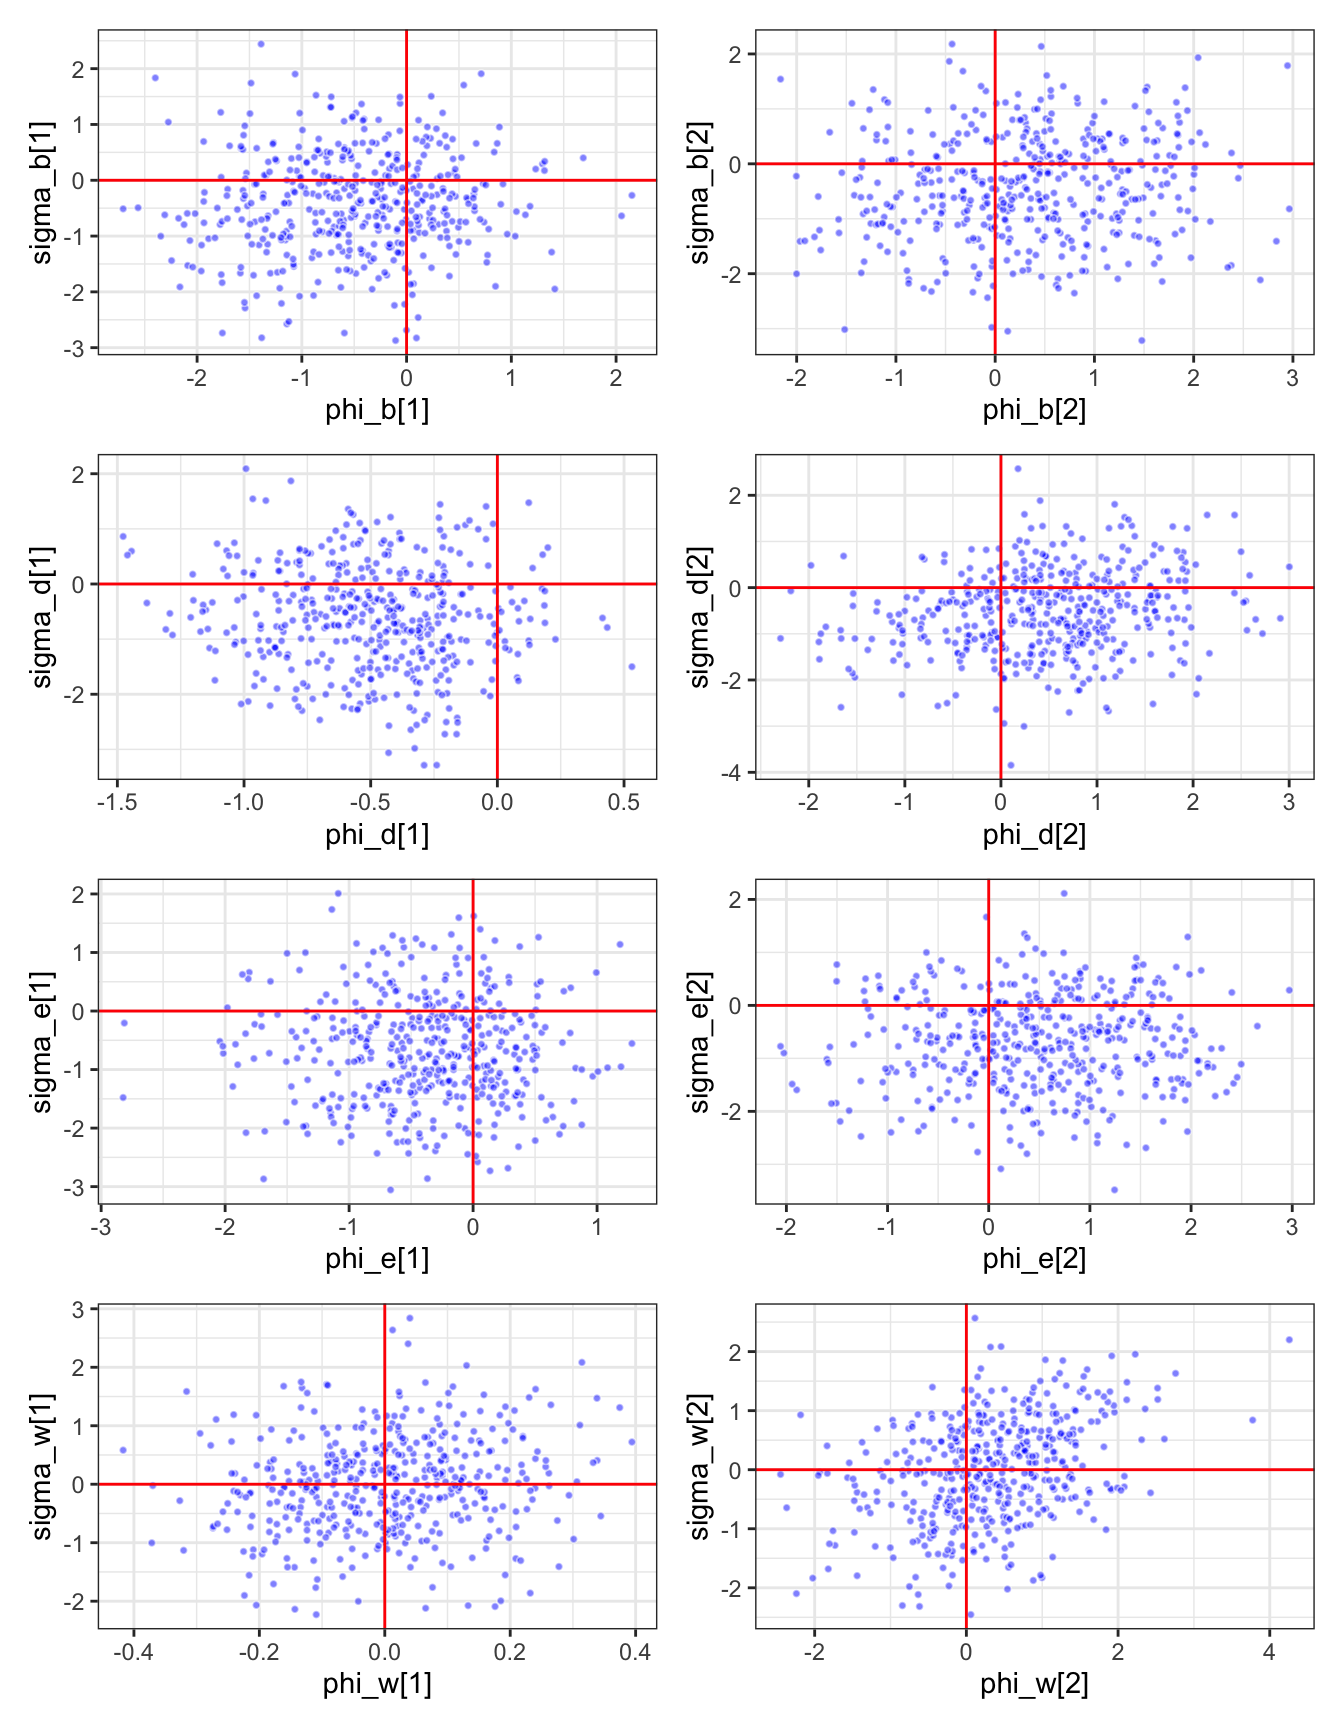 sigma_b[1]
2
1
0
-1
-2
-3
-2 -1 0 1 2
phi_b[1]
sigma_b[2]
2
0
-2
-2 -1 0 1 2 3
phi_b[2]
sigma_d[1]
2
0
-2
-1.5 -1.0 -0.5 0.0 0.5
phi_d[1]
sigma_d[2]
2
0
-2
-4
-2 -1 0 1 2 3
phi_d[2]
sigma_e[1]
2
1
0
-1
-2
-3
-3 -2 -1 0 1
phi_e[1]
sigma_e[2]
2
0
-2
-2 -1 0 1 2 3
phi_e[2]
sigma_w[1]
3
2
1
0
-1
-2
-0.4 -0.2 0.0 0.2 0.4
phi_w[1]
sigma_w[2]
2
1
0
-1
-2
-2 0 2 4
phi_w[2]